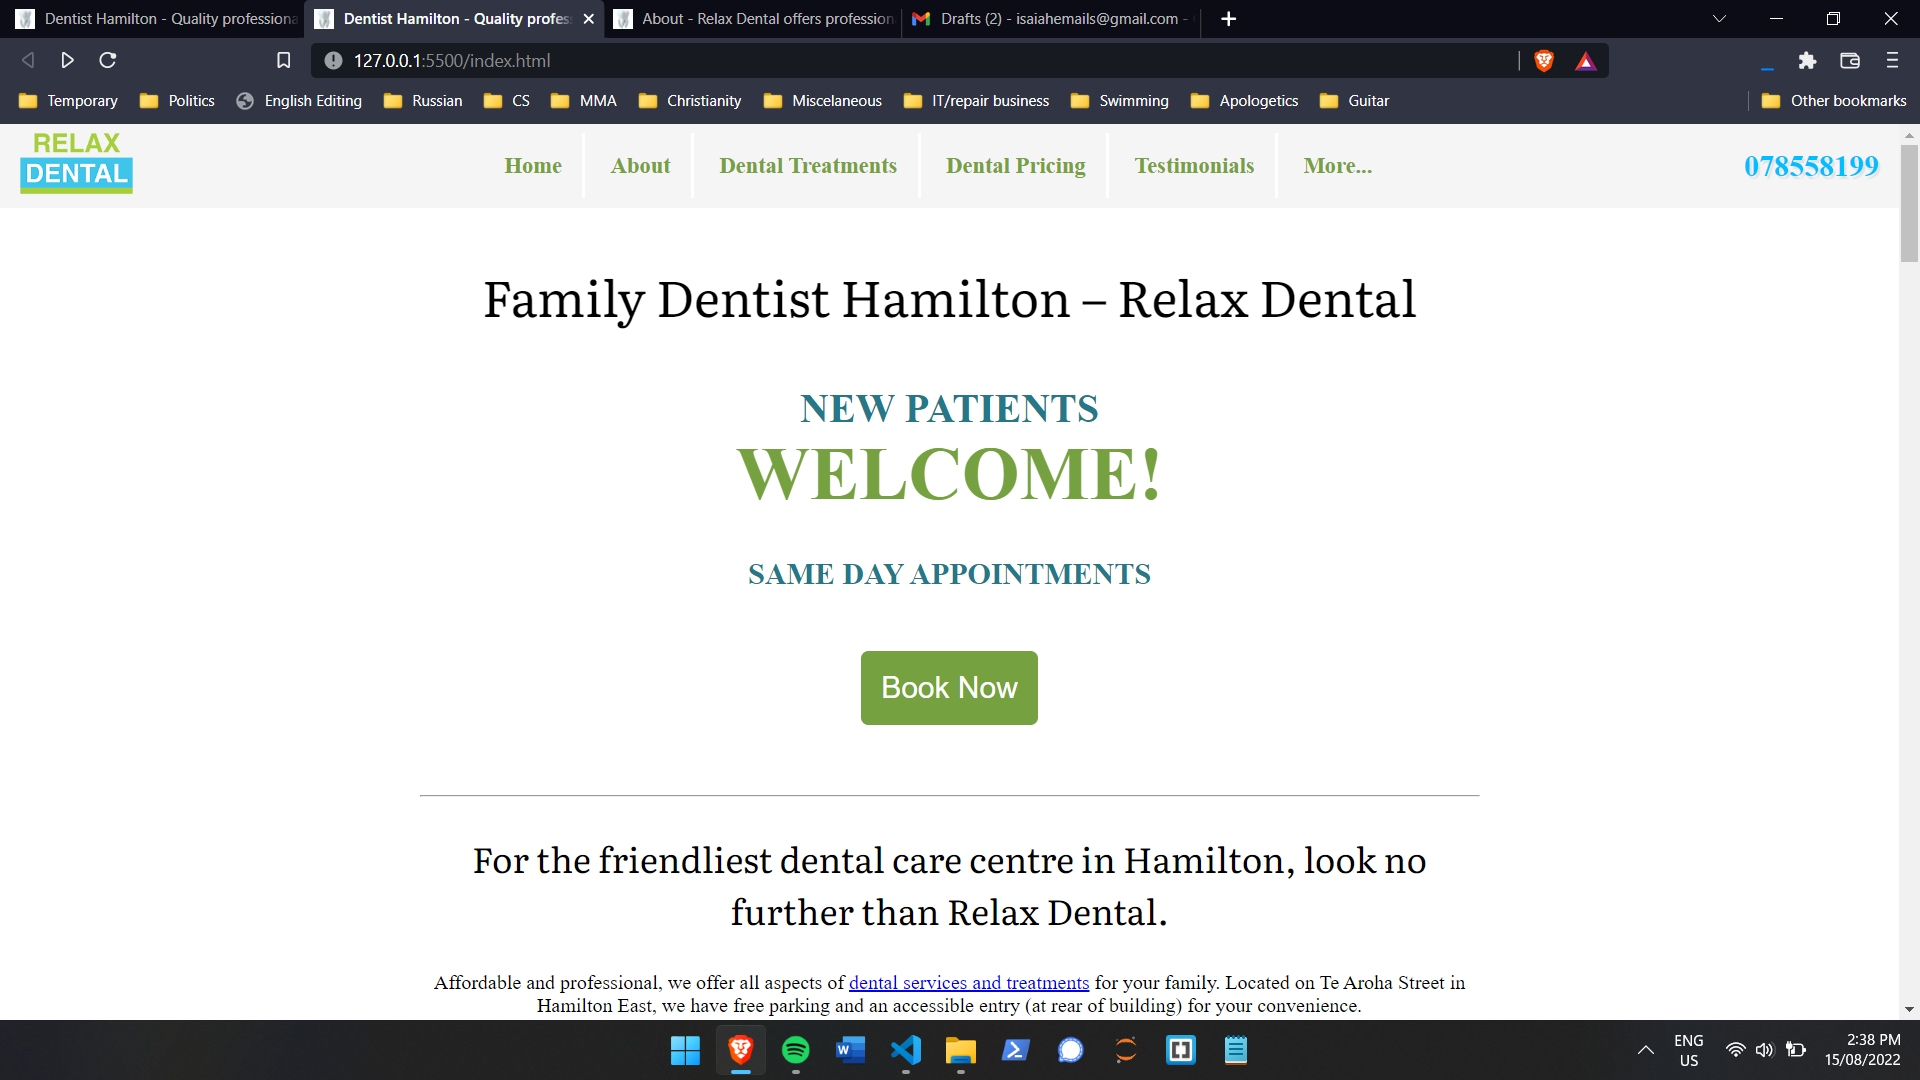 Dentist Hamilton - Quality professiona
Dentist Hamilton - Quality profes
About - Relax Dental offers profession
Drafts (2) - isaiahemails@gmail.com -
127.0.0.1:5500/index.html
Temporary
Politics
English Editing
Russian
CS
MMA
Christianity
Miscelaneous
IT/repair business
Swimming
Apologetics
Guitar
Other bookmarks
RELAX
DENTAL
Home
About
Dental Treatments
Dental Pricing
Testimonials
More...
078558199
Family Dentist Hamilton – Relax Dental
NEW PATIENTS
WELCOME!
SAME DAY APPOINTMENTS
Book Now
For the friendliest dental care centre in Hamilton, look no
further than Relax Dental.
Affordable and professional, we offer all aspects of dental services and treatments for your family. Located on Te Aroha Street in
Hamilton East, we have free parking and an accessible entry (at rear of building) for your convenience.
ENG
US
2:38 PM
15/08/2022